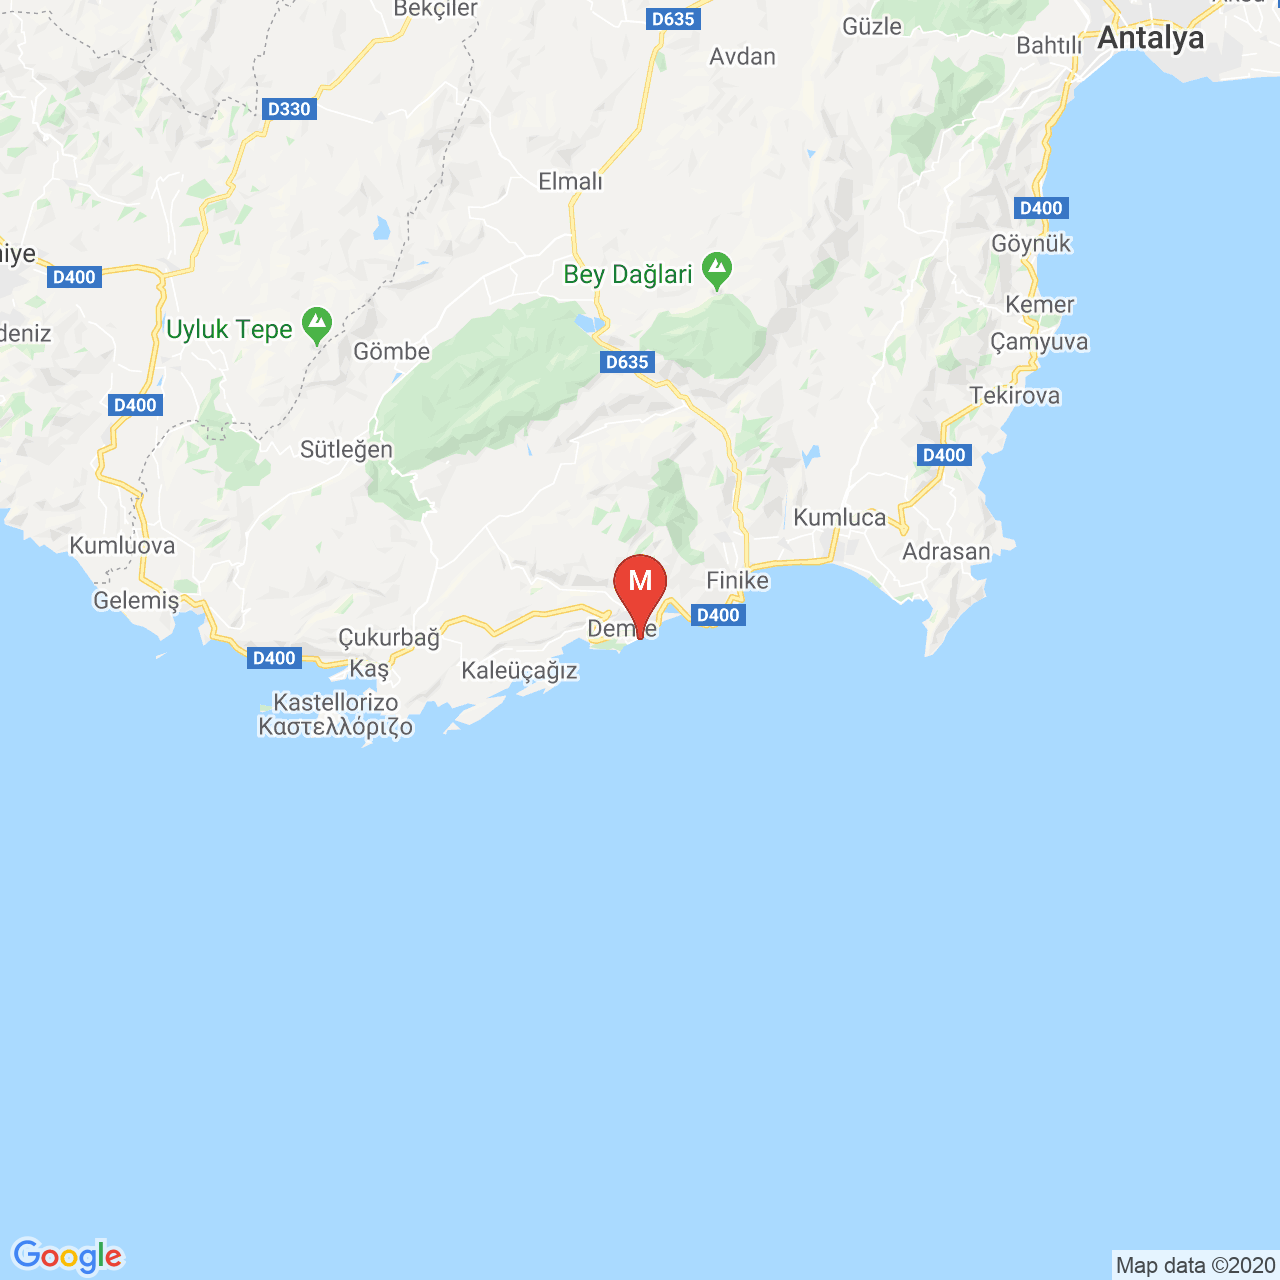 Bekçiler
D635
Güzle
Aksu
Bahtılı
Antalya
Avdan
D330
Elmalı
D400
Göynük
niye
D400
Bey Dağlari
Kemer
Uyluk Tepe
deniz
Gömbe
Çamyuva
D635
Tekirova
D400
Sütleğen
D400
Kumluca
Kumluova
Adrasan
M
Finike
Gelemiş
D400
Demre
Çukurbağ
D400
Kaş
Kaleüçağız
Kastellorizo
Καστελλόριζο
Google
Map data ©2020